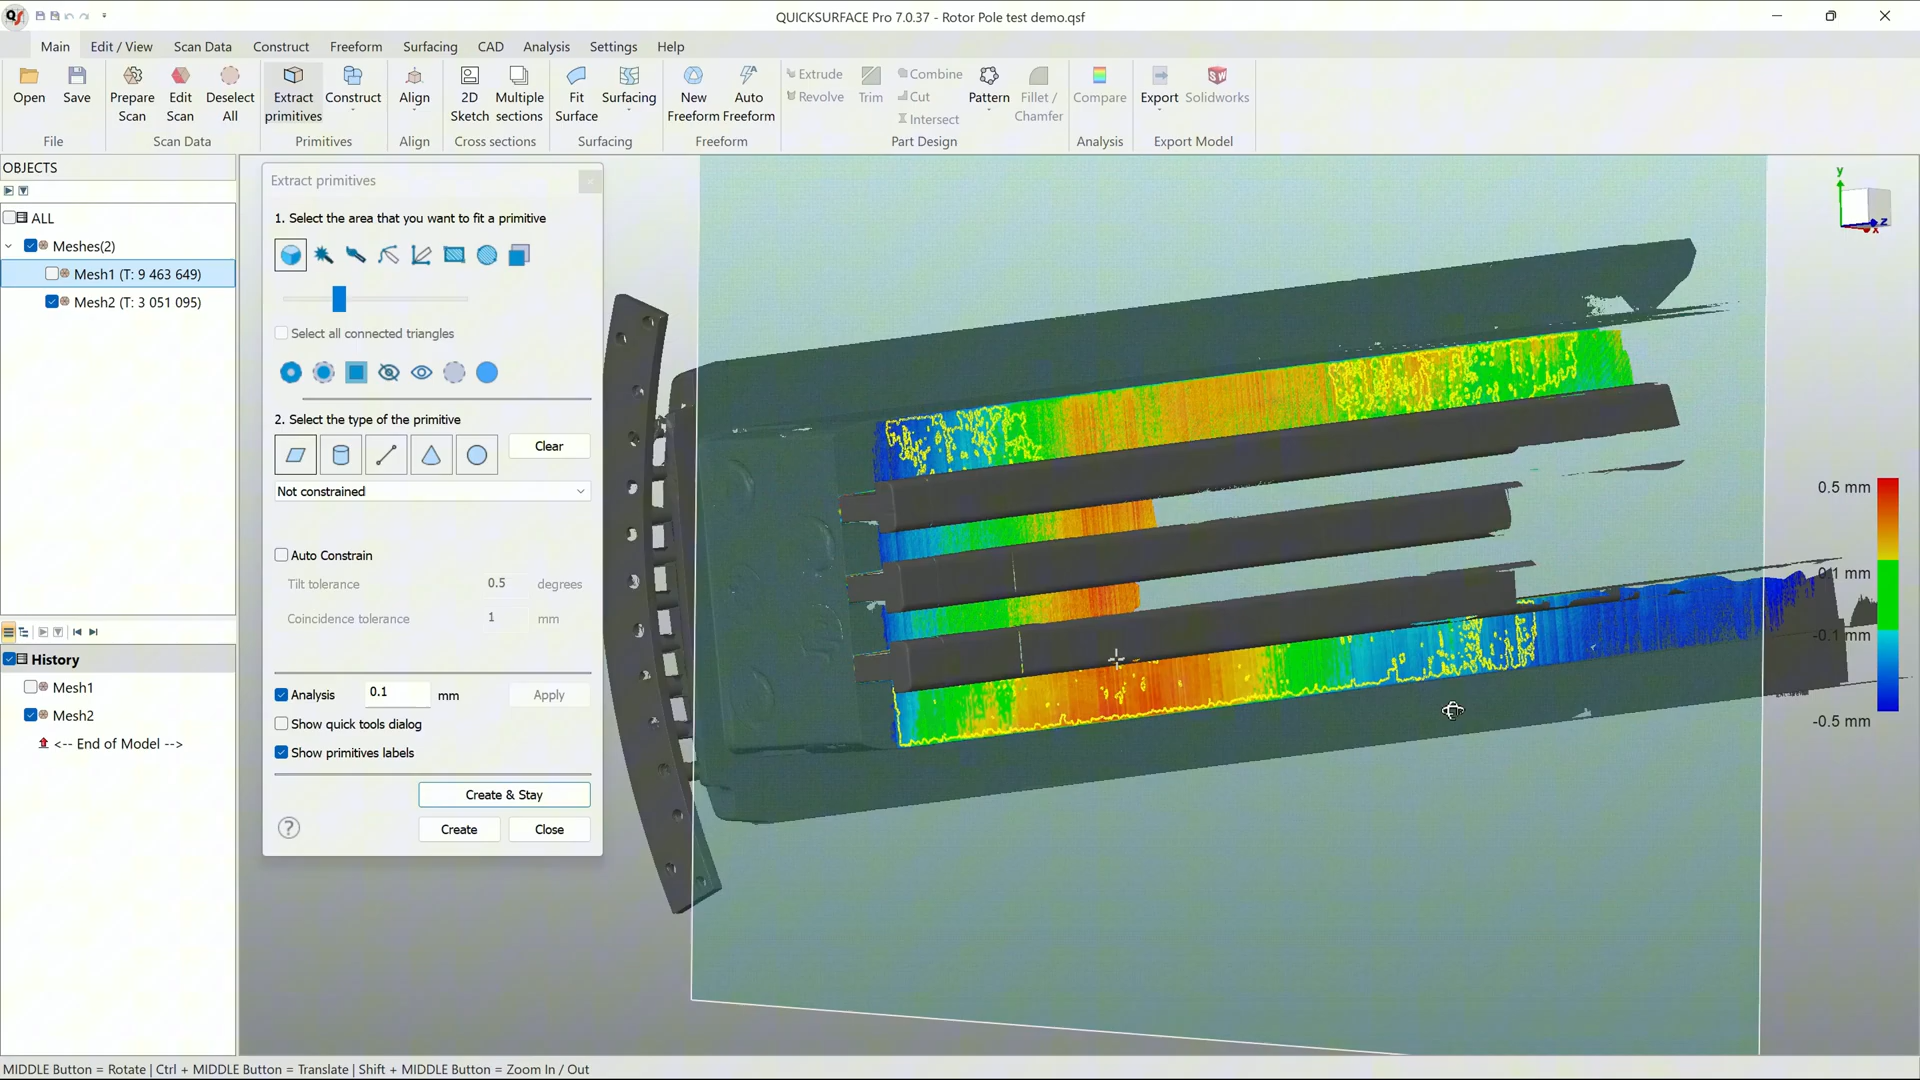 QUICKSURFACE Pro 7.0.37 - Rotor Pole test demo.qsf
Main Edit / View Scan Data Construct Freeform Surfacing CAD Analysis Settings Help
Open
Save
Prepare Scan
Edit Scan
Deselect All
Extract primitives
Construct
Align
2D Sketch
Multiple sections
Fit Surface
Surfacing
New Freeform
Auto Freeform
Extrude
Revolve
Trim
Combine
Cut
Intersect
Pattern
Fillet / Chamfer
Compare
Export
Solidworks
File Scan Data Primitives Align Cross sections Surfacing Freeform Part Design Analysis Export Model
OBJECTS
ALL
Meshes(2)
Mesh1 (T: 9 463 649)
Mesh2 (T: 3 051 095)
History
Mesh1
Mesh2
<-- End of Model -->
Extract primitives
1. Select the area that you want to fit a primitive
Select all connected triangles
2. Select the type of the primitive
Clear
Not constrained
Auto Constrain
Tilt tolerance 0.5 degrees
Coincidence tolerance 1 mm
Analysis 0.1 mm Apply
Show quick tools dialog
Show primitives labels
Create & Stay
?
Create Close
y
z
x
0.5 mm
0.1 mm
-0.1 mm
-0.5 mm
MIDDLE Button = Rotate | Ctrl + MIDDLE Button = Translate | Shift + MIDDLE Button = Zoom In / Out